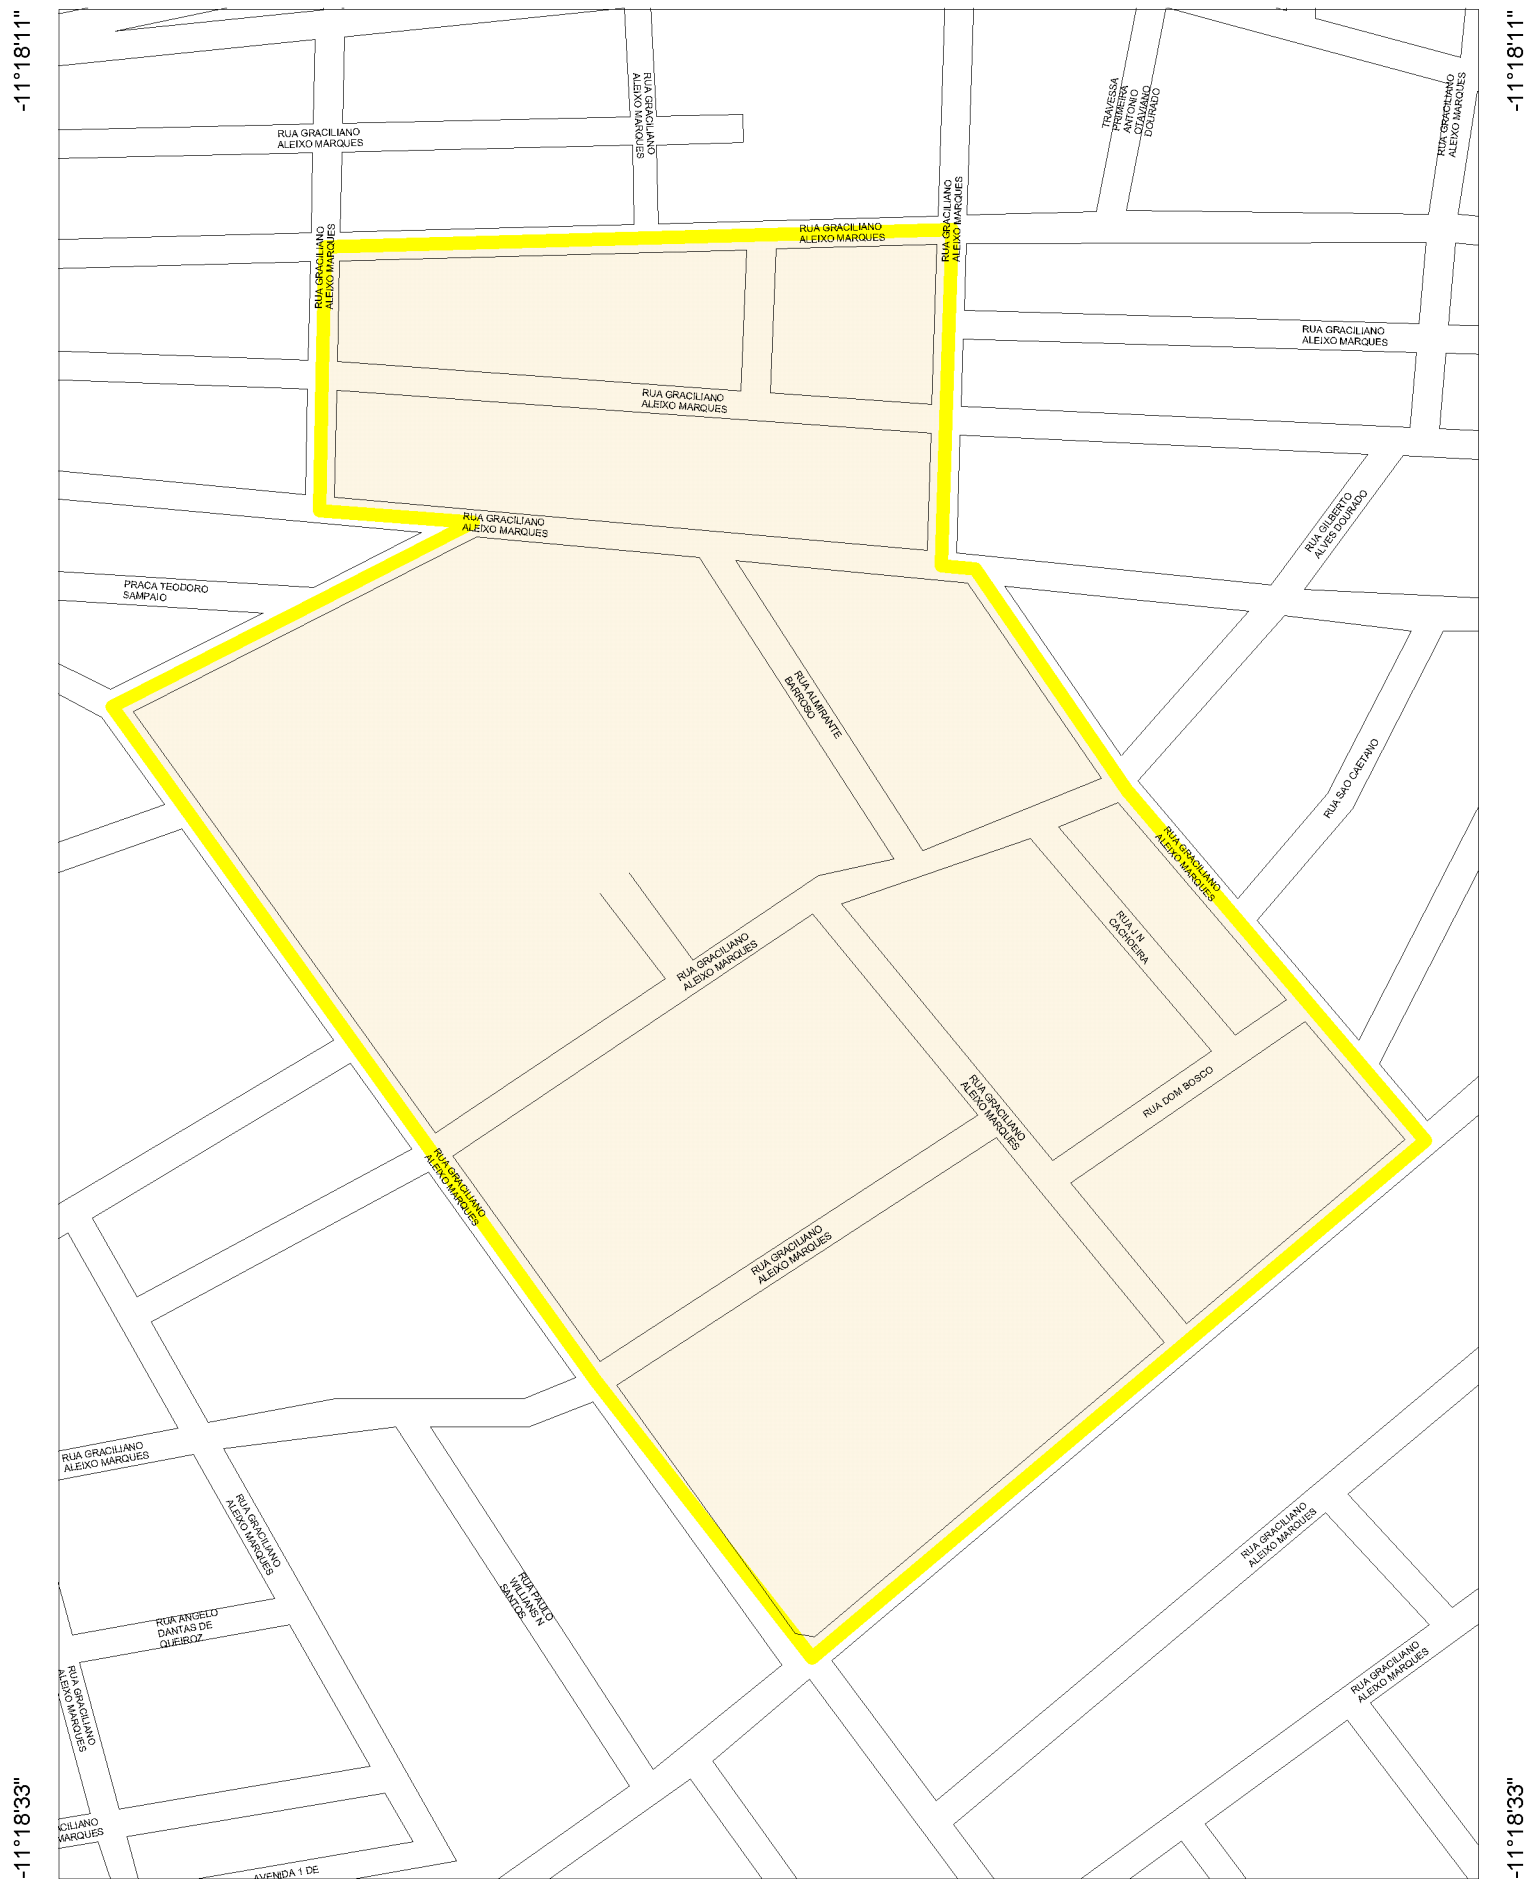 -11°18'11"
-11°18'11"
RUA GRACILIANO
ALEIXO MARQUES
RUA GRACILIANO
ALEIXO MARQUES
TRAVESSA
PRIMEIRA
ANTONIO
OTAVIANO
DOURADO
RUA GRACILIANO
ALEIXO MARQUES
RUA GRACILIANO
ALEIXO MARQUES
RUA GRACILIANO
ALEIXO MARQUES
RUA GRACILIANO
ALEIXO MARQUES
RUA GRACILIANO
ALEIXO MARQUES
RUA GRACILIANO
ALEIXO MARQUES
RUA GRACILIANO
ALEIXO MARQUES
RUA GILBERTO
ALVES DOURADO
PRACA TEODORO
SAMPAIO
RUA ALMIRANTE
BARROSO
RUA SAO CAETANO
RUA GRACILIANO
ALEIXO MARQUES
RUA J N
CACHOEIRA
RUA GRACILIANO
ALEIXO MARQUES
RUA GRACILIANO
ALEIXO MARQUES
RUA DOM BOSCO
RUA GRACILIANO
ALEIXO MARQUES
RUA GRACILIANO
ALEIXO MARQUES
RUA GRACILIANO
ALEIXO MARQUES
RUA GRACILIANO
ALEIXO MARQUES
RUA GRACILIANO
ALEIXO MARQUES
RUA PAULO
WILLIANS N
SANTOS
RUA ANGELO
DANTAS DE
QUEIROZ
RUA GRACILIANO
ALEIXO MARQUES
RUA GRACILIANO
ALEIXO MARQUES
CILIANO
MARQUES
AVENIDA 1 DE
-11°18'33"
-11°18'33"